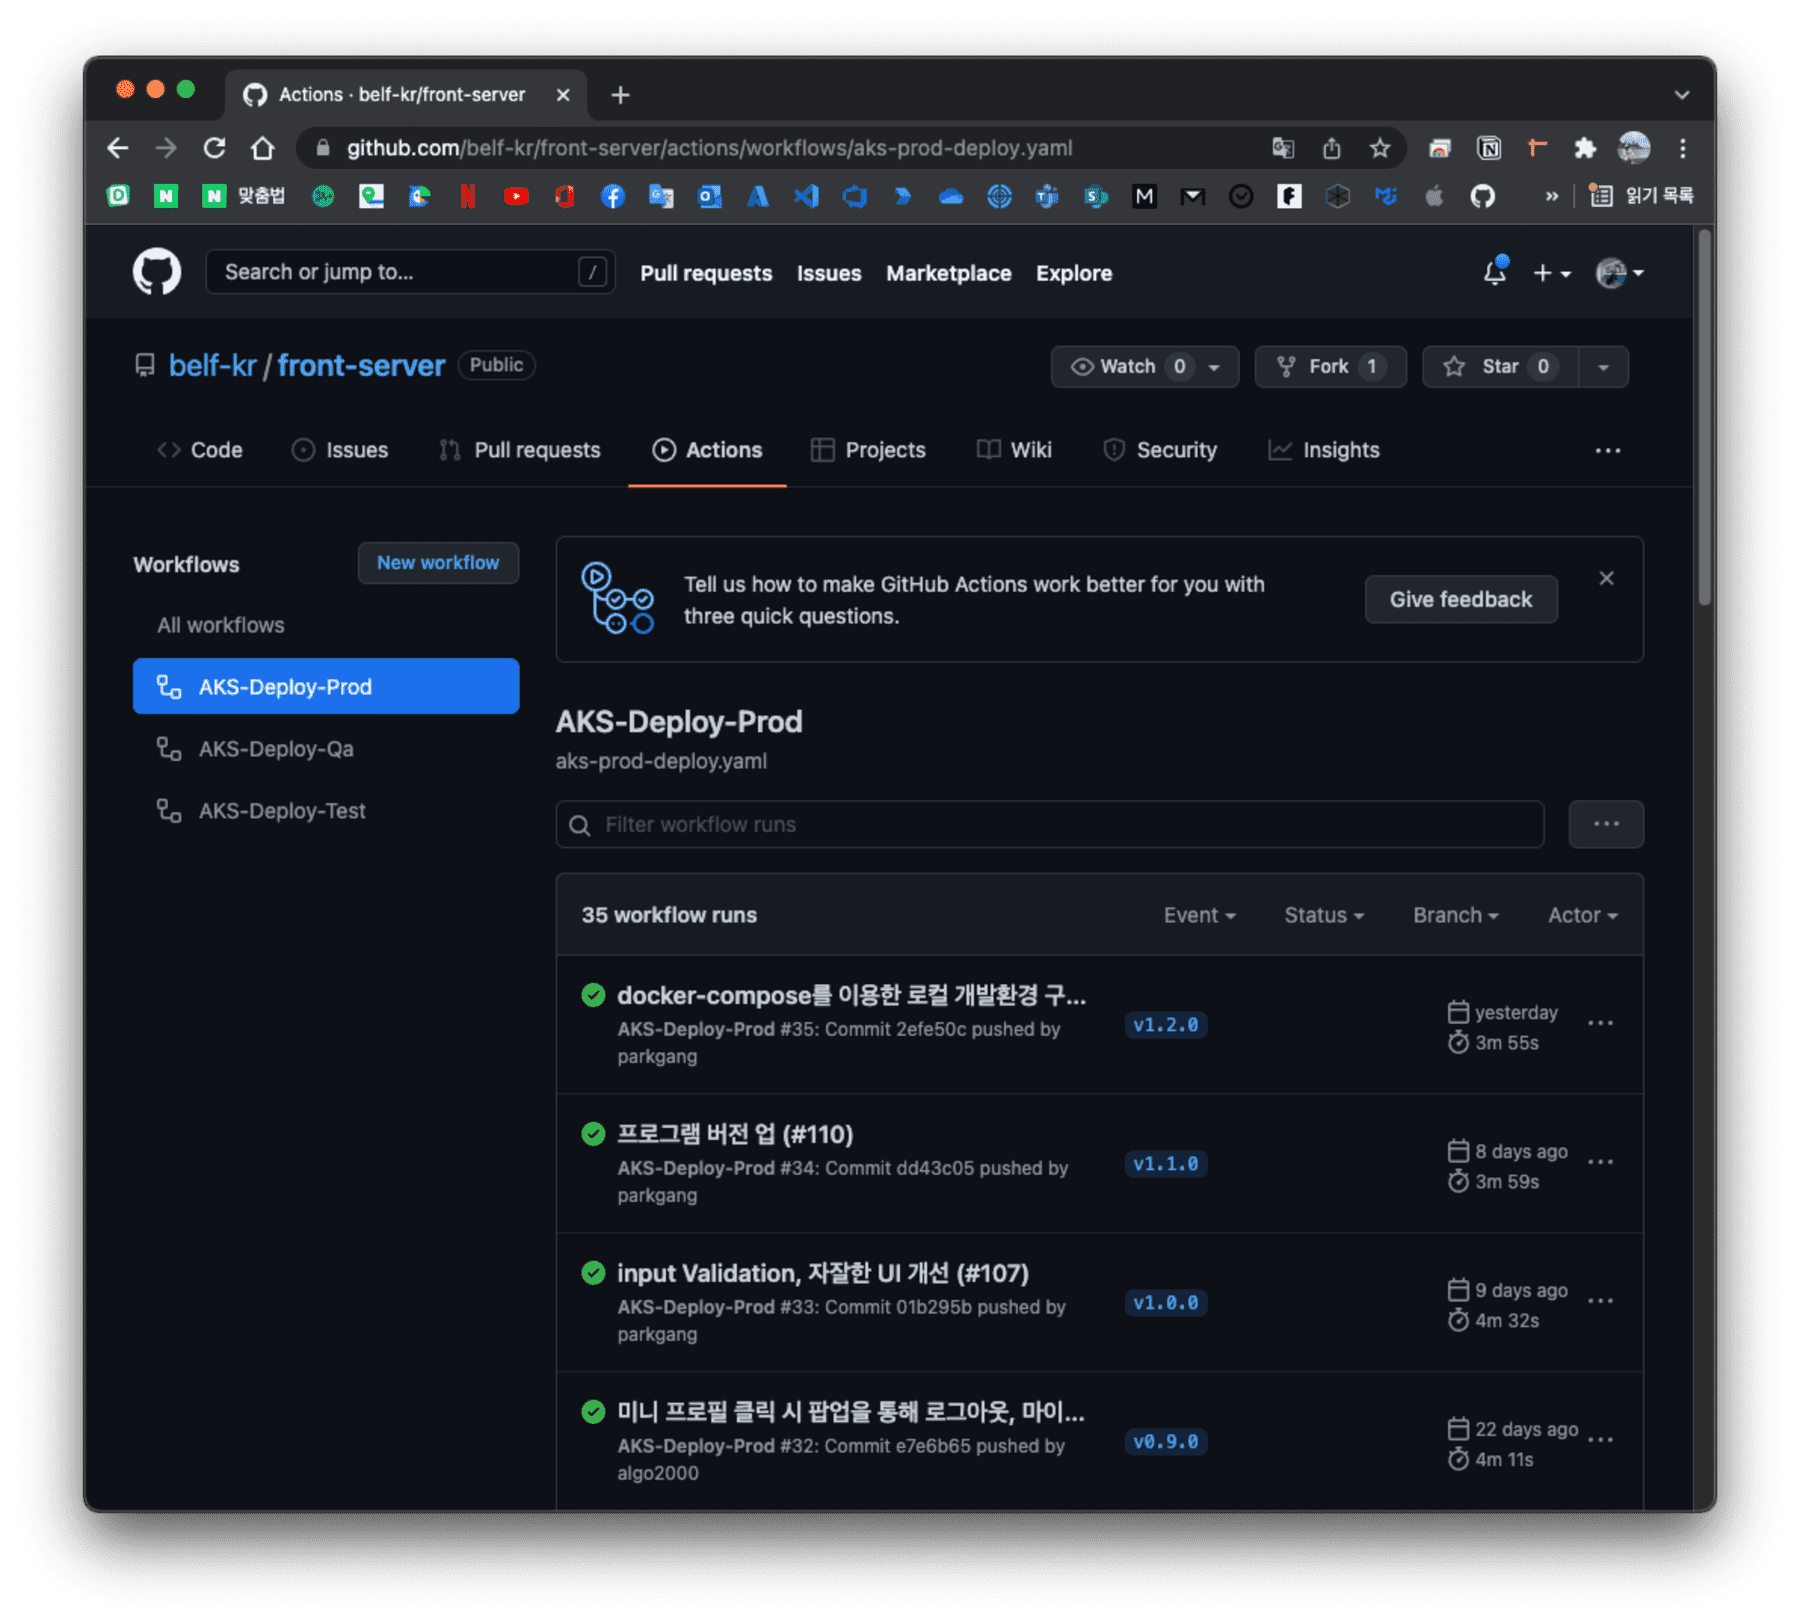 Actions · belf-kr/front-server
github.com/belf-kr/front-server/actions/workflows/aks-prod-deploy.yaml
맞춤법
» 읽기 목록
Search or jump to... /
Pull requests Issues Marketplace Explore
belf-kr / front-server Public
Watch 0 Fork 1 Star 0
Code Issues Pull requests Actions Projects Wiki Security Insights
Workflows
New workflow
All workflows
AKS-Deploy-Prod
AKS-Deploy-Qa
AKS-Deploy-Test
Tell us how to make GitHub Actions work better for you with
three quick questions.
Give feedback
AKS-Deploy-Prod
aks-prod-deploy.yaml
Filter workflow runs
35 workflow runs Event Status Branch Actor
docker-compose를 이용한 로컬 개발환경 구...
AKS-Deploy-Prod #35: Commit 2efe50c pushed by
parkgang
v1.2.0
yesterday
3m 55s
프로그램 버전 업 (#110)
AKS-Deploy-Prod #34: Commit dd43c05 pushed by
parkgang
v1.1.0
8 days ago
3m 59s
input Validation, 자잘한 UI 개선 (#107)
AKS-Deploy-Prod #33: Commit 01b295b pushed by
parkgang
v1.0.0
9 days ago
4m 32s
미니 프로필 클릭 시 팝업을 통해 로그아웃, 마이...
AKS-Deploy-Prod #32: Commit e7e6b65 pushed by
algo2000
v0.9.0
22 days ago
4m 11s